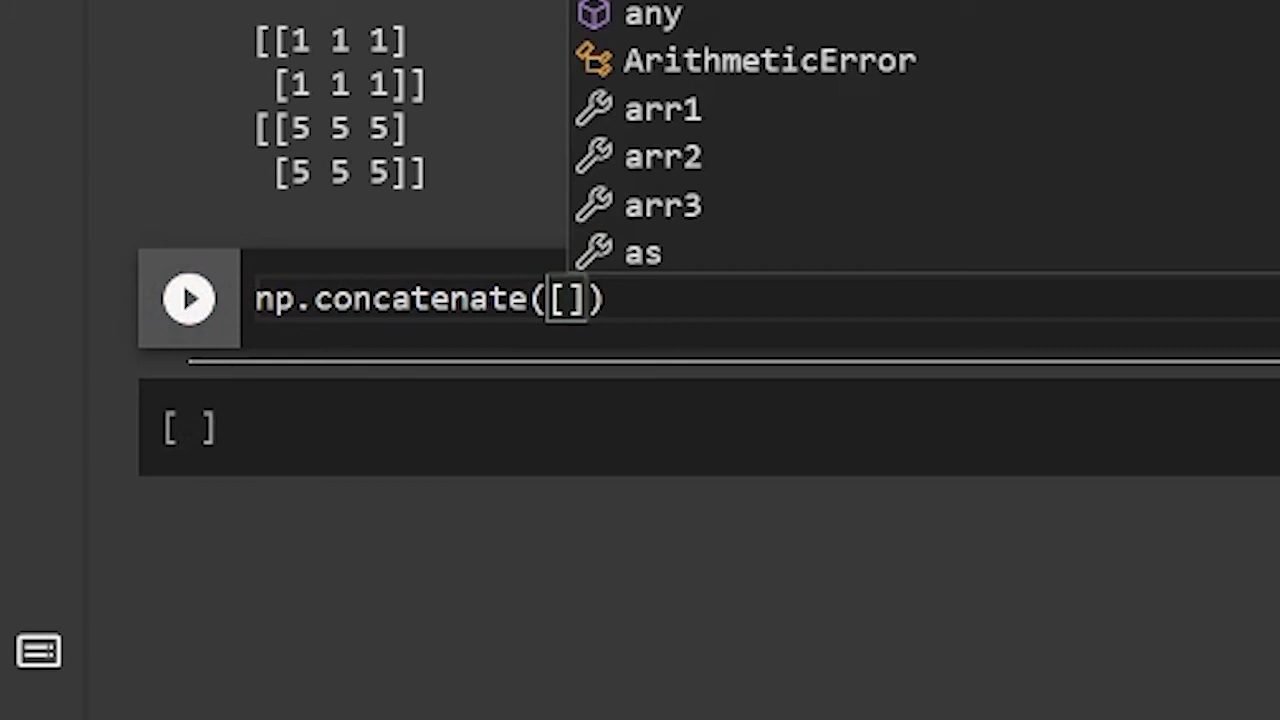 [[1 1 1]
 [1 1 1]]
[[5 5 5]
 [5 5 5]]
any
ArithmeticError
arr1
arr2
arr3
as
np.concatenate([])
[ ]